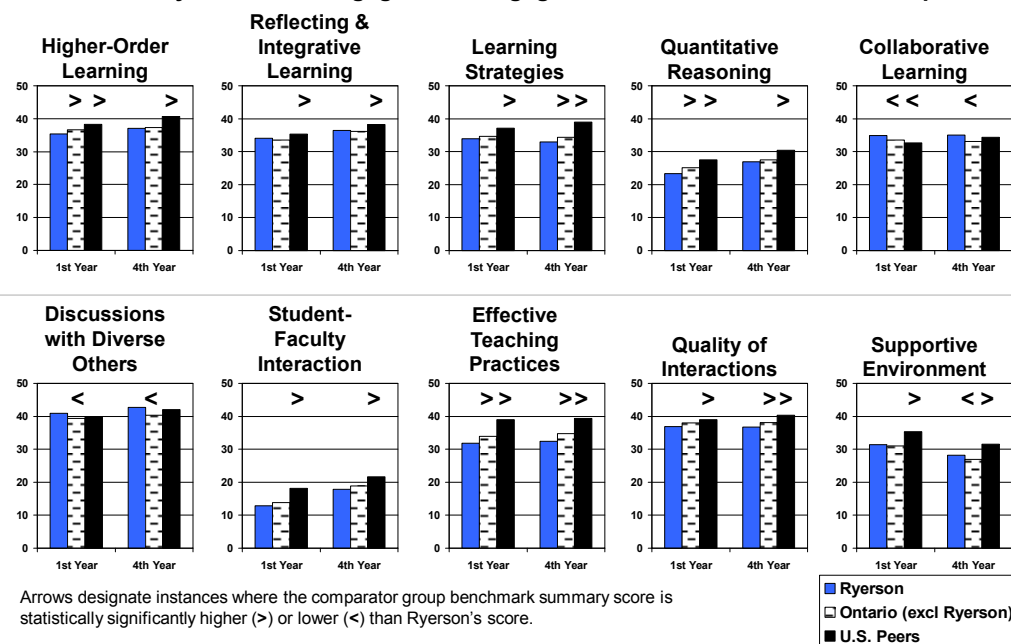 Higher-Order
Learning
Reflecting &
Integrative
Learning
Learning
Strategies
Quantitative
Reasoning
Collaborative
Learning
50
40
30
20
10
0
> >
>
1st Year
4th Year
50
40
30
20
10
0
>
>
1st Year
4th Year
50
40
30
20
10
0
>
>>
1st Year
4th Year
50
40
30
20
10
0
> >
>
1st Year
4th Year
50
40
30
20
10
0
< <
<
1st Year
4th Year
Discussions
with Diverse
Others
Student-
Faculty
Interaction
Effective
Teaching
Practices
Quality of
Interactions
Supportive
Environment
50
40
30
20
10
0
<
<
1st Year
4th Year
50
40
30
20
10
0
>
>
1st Year
4th Year
50
40
30
20
10
0
>>
>>
1st Year
4th Year
50
40
30
20
10
0
>
>>
1st Year
4th Year
50
40
30
20
10
0
>
< >
1st Year
4th Year
Arrows designate instances where the comparator group benchmark summary score is
statistically significantly higher (>) or lower (<) than Ryerson's score.
Ryerson
Ontario (excl Ryerson)
U.S. Peers